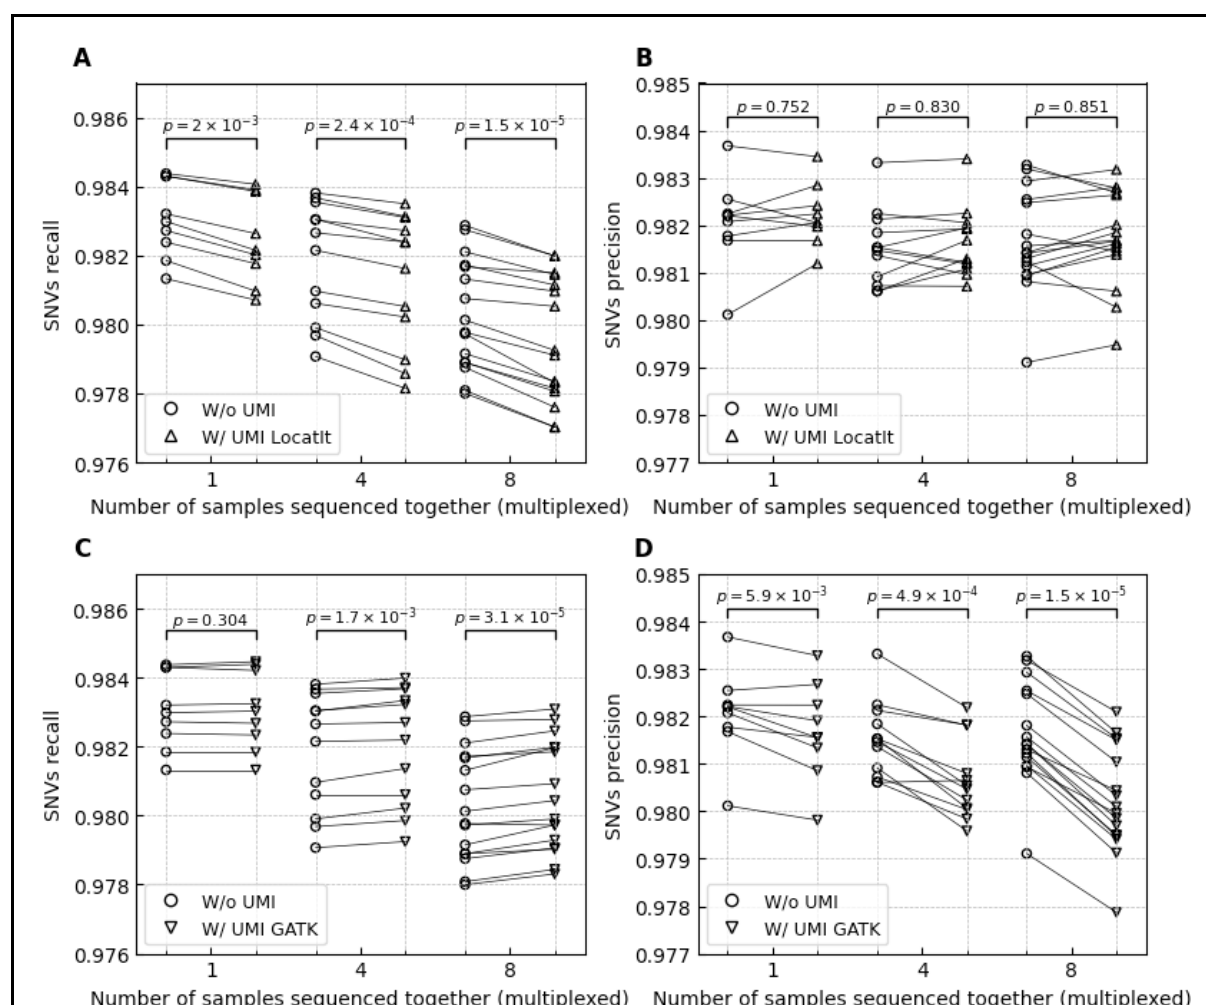 A
0.986
0.984
0.982
0.980
0.978
0.976
SNVs recall
p = 2 × 10⁻³
p = 2.4 × 10⁻⁴
p = 1.5 × 10⁻⁵
W/o UMI
W/ UMI LocatIt
1 4 8
Number of samples sequenced together (multiplexed)
B
0.985
0.984
0.983
0.982
0.981
0.980
0.979
0.978
0.977
SNVs precision
p = 0.752
p = 0.830
p = 0.851
W/o UMI
W/ UMI LocatIt
1 4 8
Number of samples sequenced together (multiplexed)
C
0.986
0.984
0.982
0.980
0.978
0.976
SNVs recall
p = 0.304
p = 1.7 × 10⁻³
p = 3.1 × 10⁻⁵
W/o UMI
W/ UMI GATK
1 4 8
Number of samples sequenced together (multiplexed)
D
0.985
0.984
0.983
0.982
0.981
0.980
0.979
0.978
0.977
SNVs precision
p = 5.9 × 10⁻³
p = 4.9 × 10⁻⁴
p = 1.5 × 10⁻⁵
W/o UMI
W/ UMI GATK
1 4 8
Number of samples sequenced together (multiplexed)